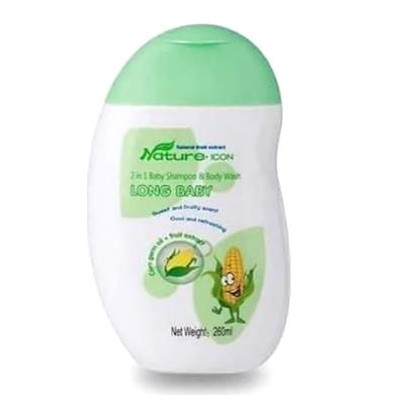 Natural fruit extract
Nature-ICON
2 in 1 Baby Shampoo & Body Wash
LONG BABY
Sweet and fruity scent
Cool and refreshing
Corn germ oil + fruit extract
Net Weight: 260ml